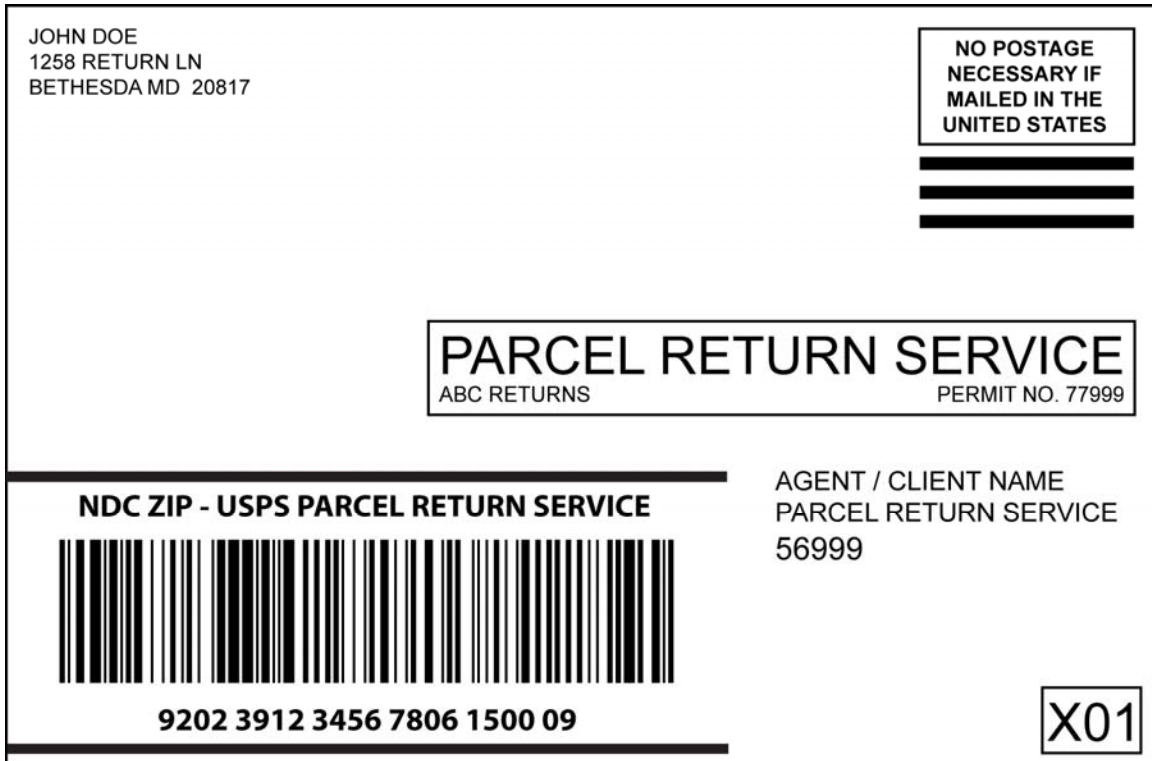 JOHN DOE
1258 RETURN LN
BETHESDA MD  20817
NO POSTAGE
NECESSARY IF
MAILED IN THE
UNITED STATES
PARCEL RETURN SERVICE
ABC RETURNS PERMIT NO. 77999
NDC ZIP - USPS PARCEL RETURN SERVICE
9202 3912 3456 7806 1500 09
AGENT / CLIENT NAME
PARCEL RETURN SERVICE
56999
X01